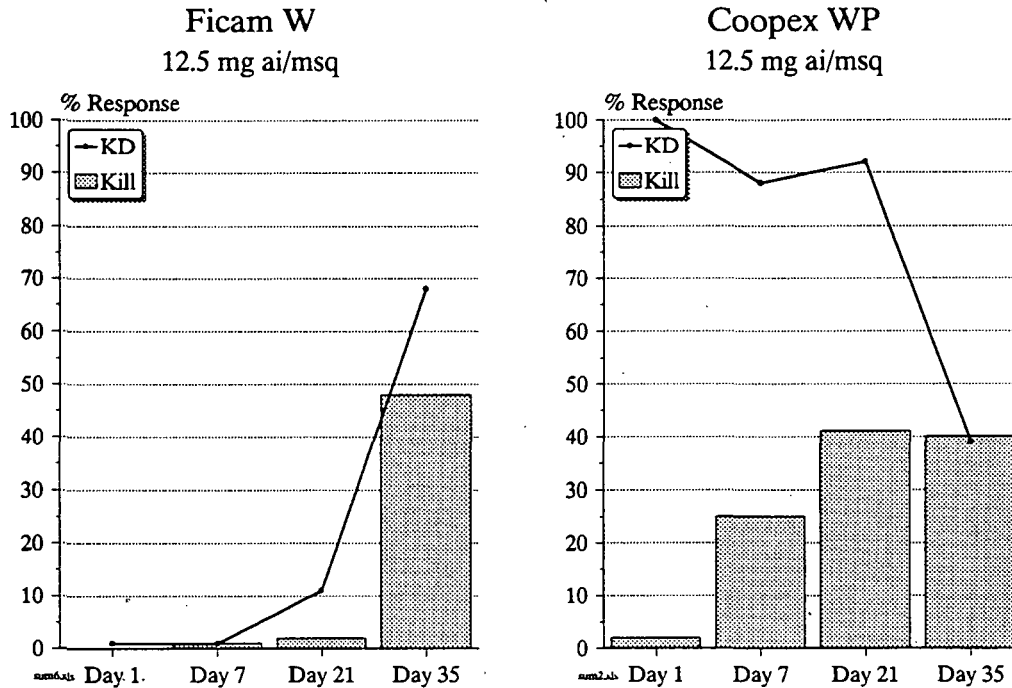 Ficam W
12.5 mg ai/msq
% Response
100
90
80
70
60
50
40
30
20
10
0
KD
Kill
Day 1
Day 7
Day 21
Day 35
Coopex WP
12.5 mg ai/msq
% Response
100
90
80
70
60
50
40
30
20
10
0
KD
Kill
Day 1
Day 7
Day 21
Day 35